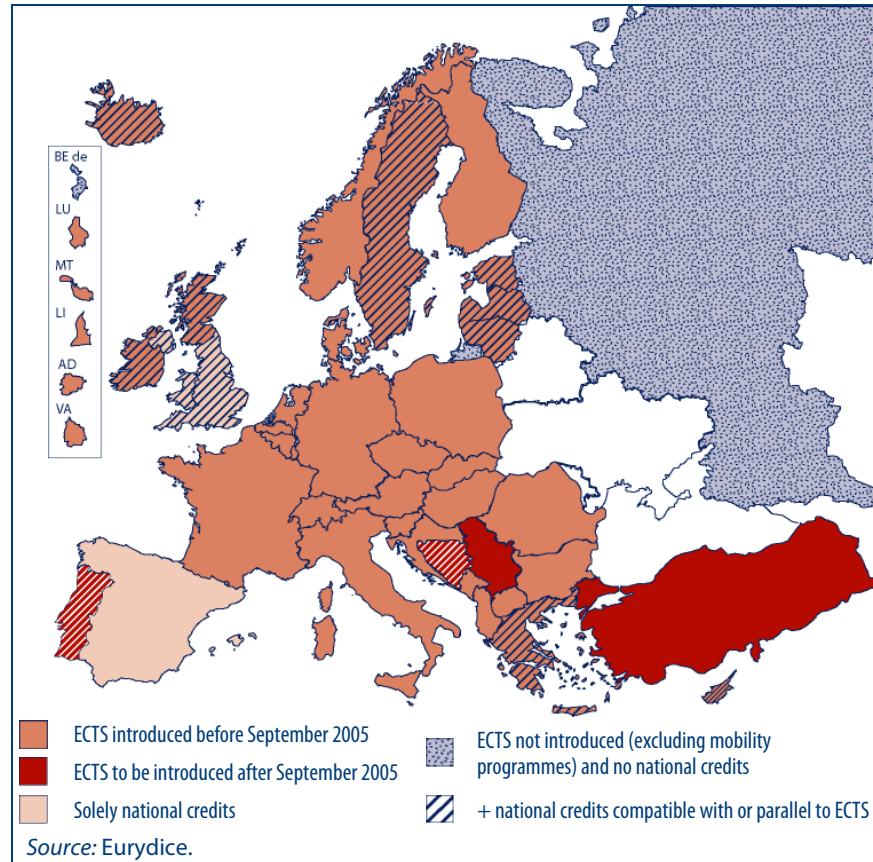 BE de
LU
MT
LI
AD
VA
ECTS introduced before September 2005
ECTS to be introduced after September 2005
Solely national credits
ECTS not introduced (excluding mobility
programmes) and no national credits
+ national credits compatible with or parallel to ECTS
Source: Eurydice.